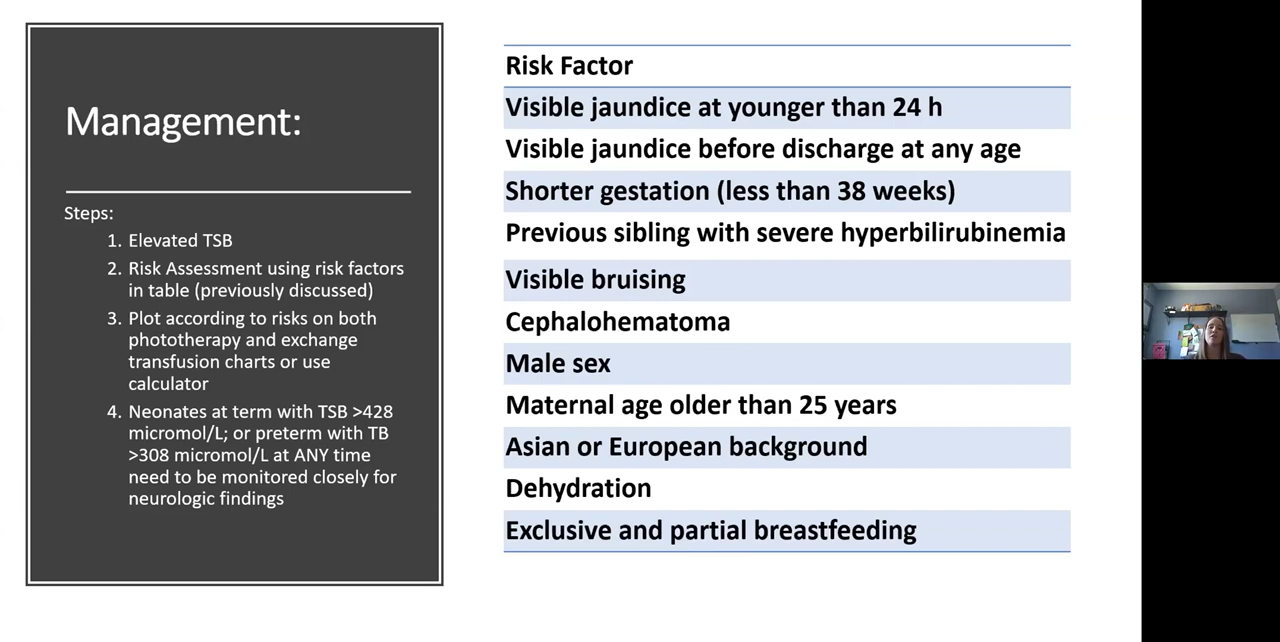 Management:
Steps:
1. Elevated TSB
2. Risk Assessment using risk factors
in table (previously discussed)
3. Plot according to risks on both
phototherapy and exchange
transfusion charts or use
calculator
4. Neonates at term with TSB >428
micromol/L; or preterm with TB
>308 micromol/L at ANY time
need to be monitored closely for
neurologic findings
Risk Factor
Visible jaundice at younger than 24 h
Visible jaundice before discharge at any age
Shorter gestation (less than 38 weeks)
Previous sibling with severe hyperbilirubinemia
Visible bruising
Cephalohematoma
Male sex
Maternal age older than 25 years
Asian or European background
Dehydration
Exclusive and partial breastfeeding